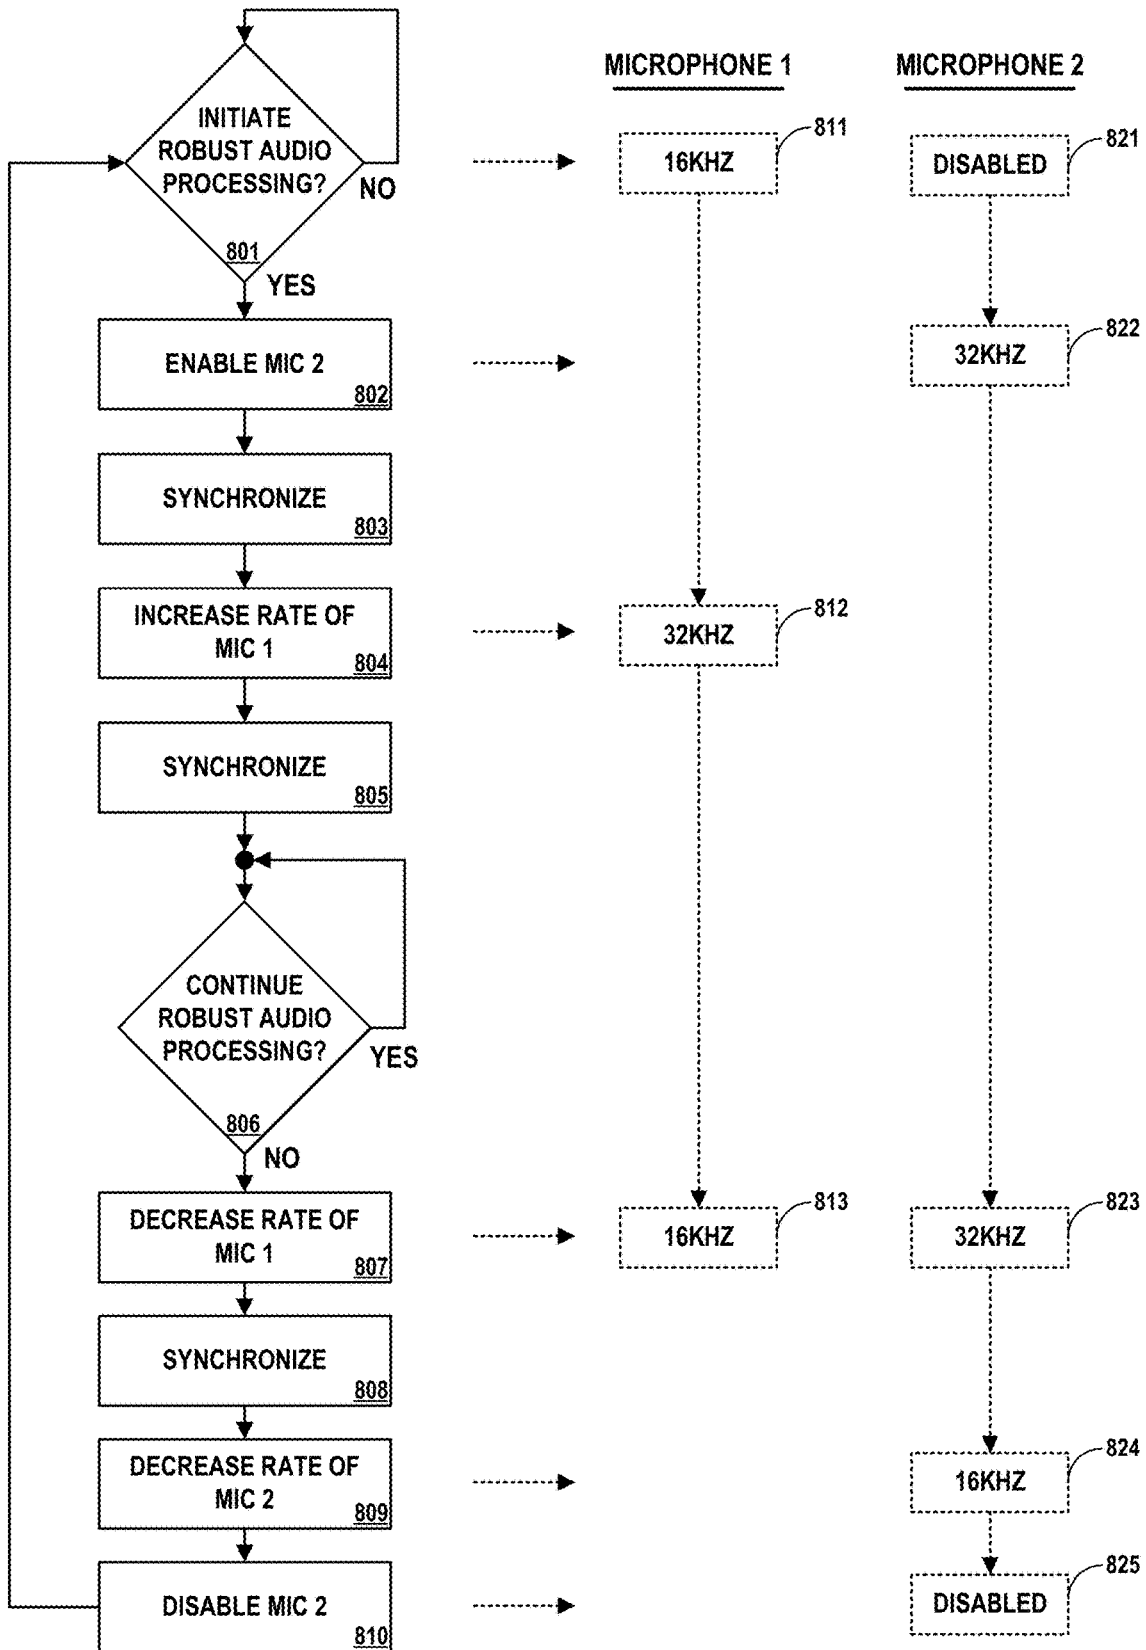 MICROPHONE 1
MICROPHONE 2
INITIATE
ROBUST AUDIO
PROCESSING?
NO
801
YES
16KHZ
811
DISABLED
821
ENABLE MIC 2
802
32KHZ
822
SYNCHRONIZE
803
INCREASE RATE OF
MIC 1
804
32KHZ
812
SYNCHRONIZE
805
CONTINUE
ROBUST AUDIO
PROCESSING?
YES
806
NO
DECREASE RATE OF
MIC 1
807
16KHZ
813
32KHZ
823
SYNCHRONIZE
808
DECREASE RATE OF
MIC 2
809
16KHZ
824
DISABLE MIC 2
810
DISABLED
825